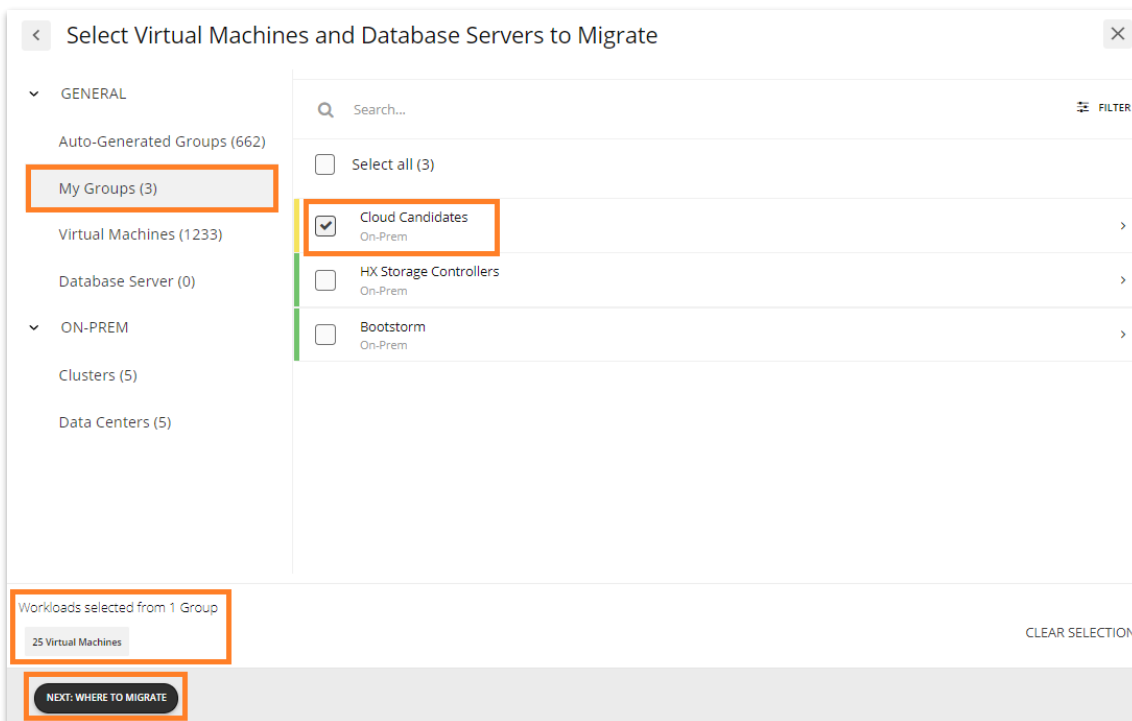 Select Virtual Machines and Database Servers to Migrate
GENERAL
Auto-Generated Groups (662)
My Groups (3)
Virtual Machines (1233)
Database Server (0)
ON-PREM
Clusters (5)
Data Centers (5)
Search...
FILTER
Select all (3)
Cloud Candidates
On-Prem
HX Storage Controllers
On-Prem
Bootstorm
On-Prem
Workloads selected from 1 Group
25 Virtual Machines
CLEAR SELECTION
NEXT: WHERE TO MIGRATE